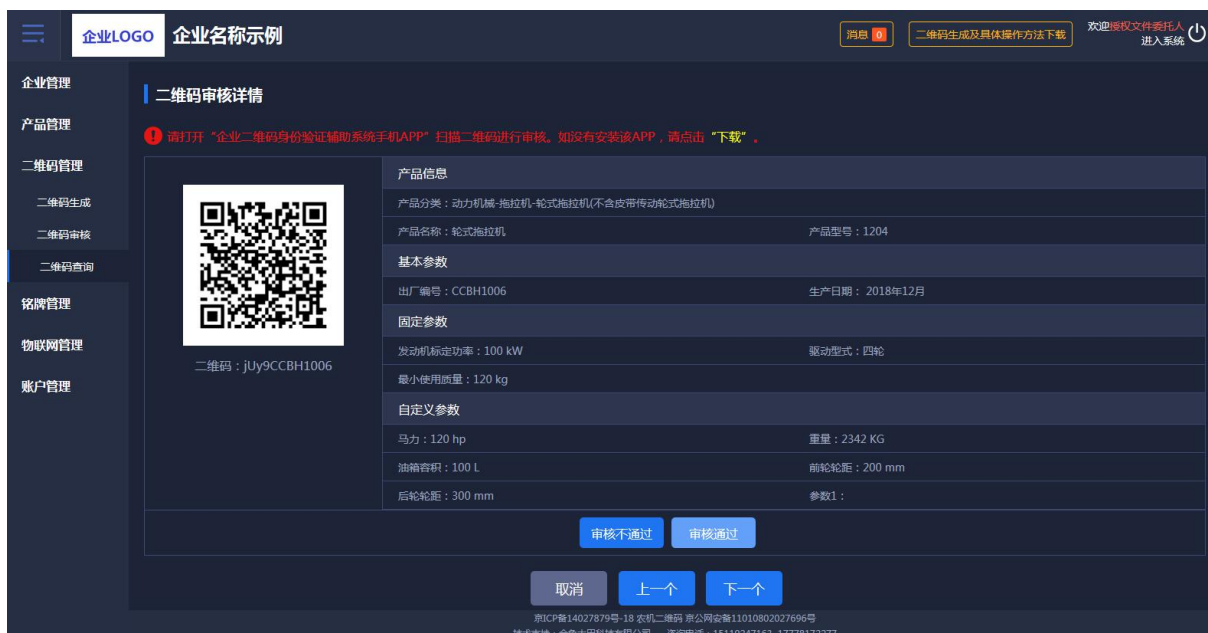 企业LOGO 企业名称示例 消息 0 二维码生成及具体操作方法下载 欢迎授权文件委托人
进入系统
企业管理
产品管理
二维码管理
二维码生成
二维码审核
二维码查询
铭牌管理
物联网管理
账户管理
二维码审核详情
请打开“企业二维码身份验证辅助系统手机APP”扫描二维码进行审核。如没有安装该APP，请点击“下载”。
二维码：jUy9CCBH1006
产品信息
产品分类：动力机械-拖拉机-轮式拖拉机(不含皮带传动轮式拖拉机)
产品名称：轮式拖拉机 产品型号：1204
基本参数
出厂编号：CCBH1006 生产日期： 2018年12月
固定参数
发动机标定功率：100 kW 驱动型式：四轮
最小使用质量：120 kg
自定义参数
马力：120 hp 重量：2342 KG
油箱容积：100 L 前轮轮距：200 mm
后轮轮距：300 mm 参数1：
审核不通过 审核通过
取消 上一个 下一个
京ICP备14027879号-18 农机二维码 京公网安备11010802027696号